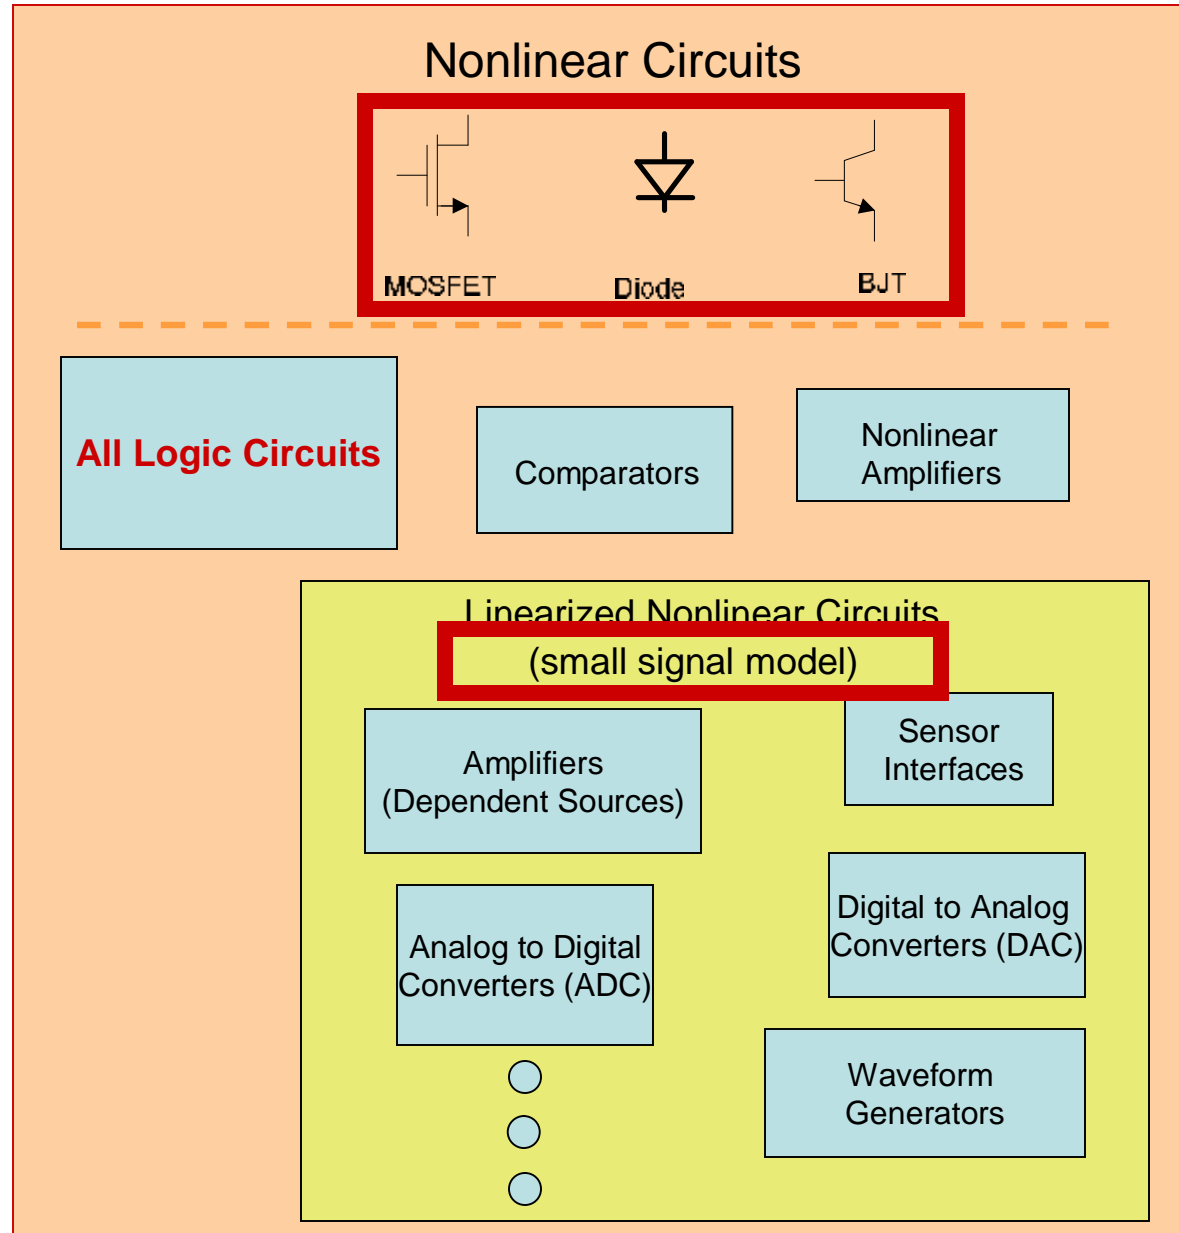 Nonlinear Circuits
MOSFET
Diode
BJT
All Logic Circuits
Comparators
Nonlinear
Amplifiers
Linearized Nonlinear Circuits
(small signal model)
Amplifiers
(Dependent Sources)
Sensor
Interfaces
Analog to Digital
Converters (ADC)
Digital to Analog
Converters (DAC)
Waveform
Generators